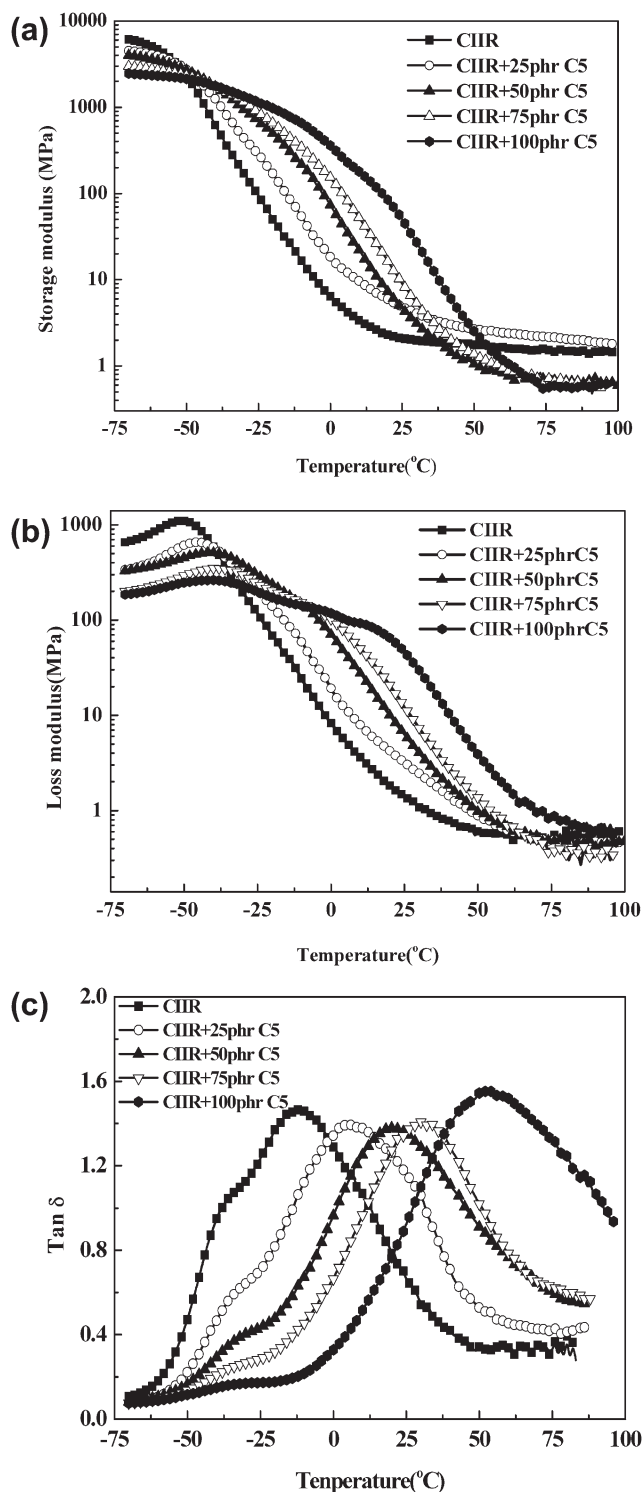 (a)
10000
1000
100
10
1
Storage modulus (MPa)
CIIR
CIIR+25phr C5
CIIR+50phr C5
CIIR+75phr C5
CIIR+100phr C5
-75 -50 -25 0 25 50 75 100
Temperature(°C)
(b)
1000
100
10
1
Loss modulus(MPa)
CIIR
CIIR+25phrC5
CIIR+50phrC5
CIIR+75phrC5
CIIR+100phrC5
-75 -50 -25 0 25 50 75 100
Temperature(°C)
(c)
2.0
1.6
1.2
0.8
0.4
0.0
Tan δ
CIIR
CIIR+25phr C5
CIIR+50phr C5
CIIR+75phr C5
CIIR+100phr C5
-75 -50 -25 0 25 50 75 100
Tenperature(°C)